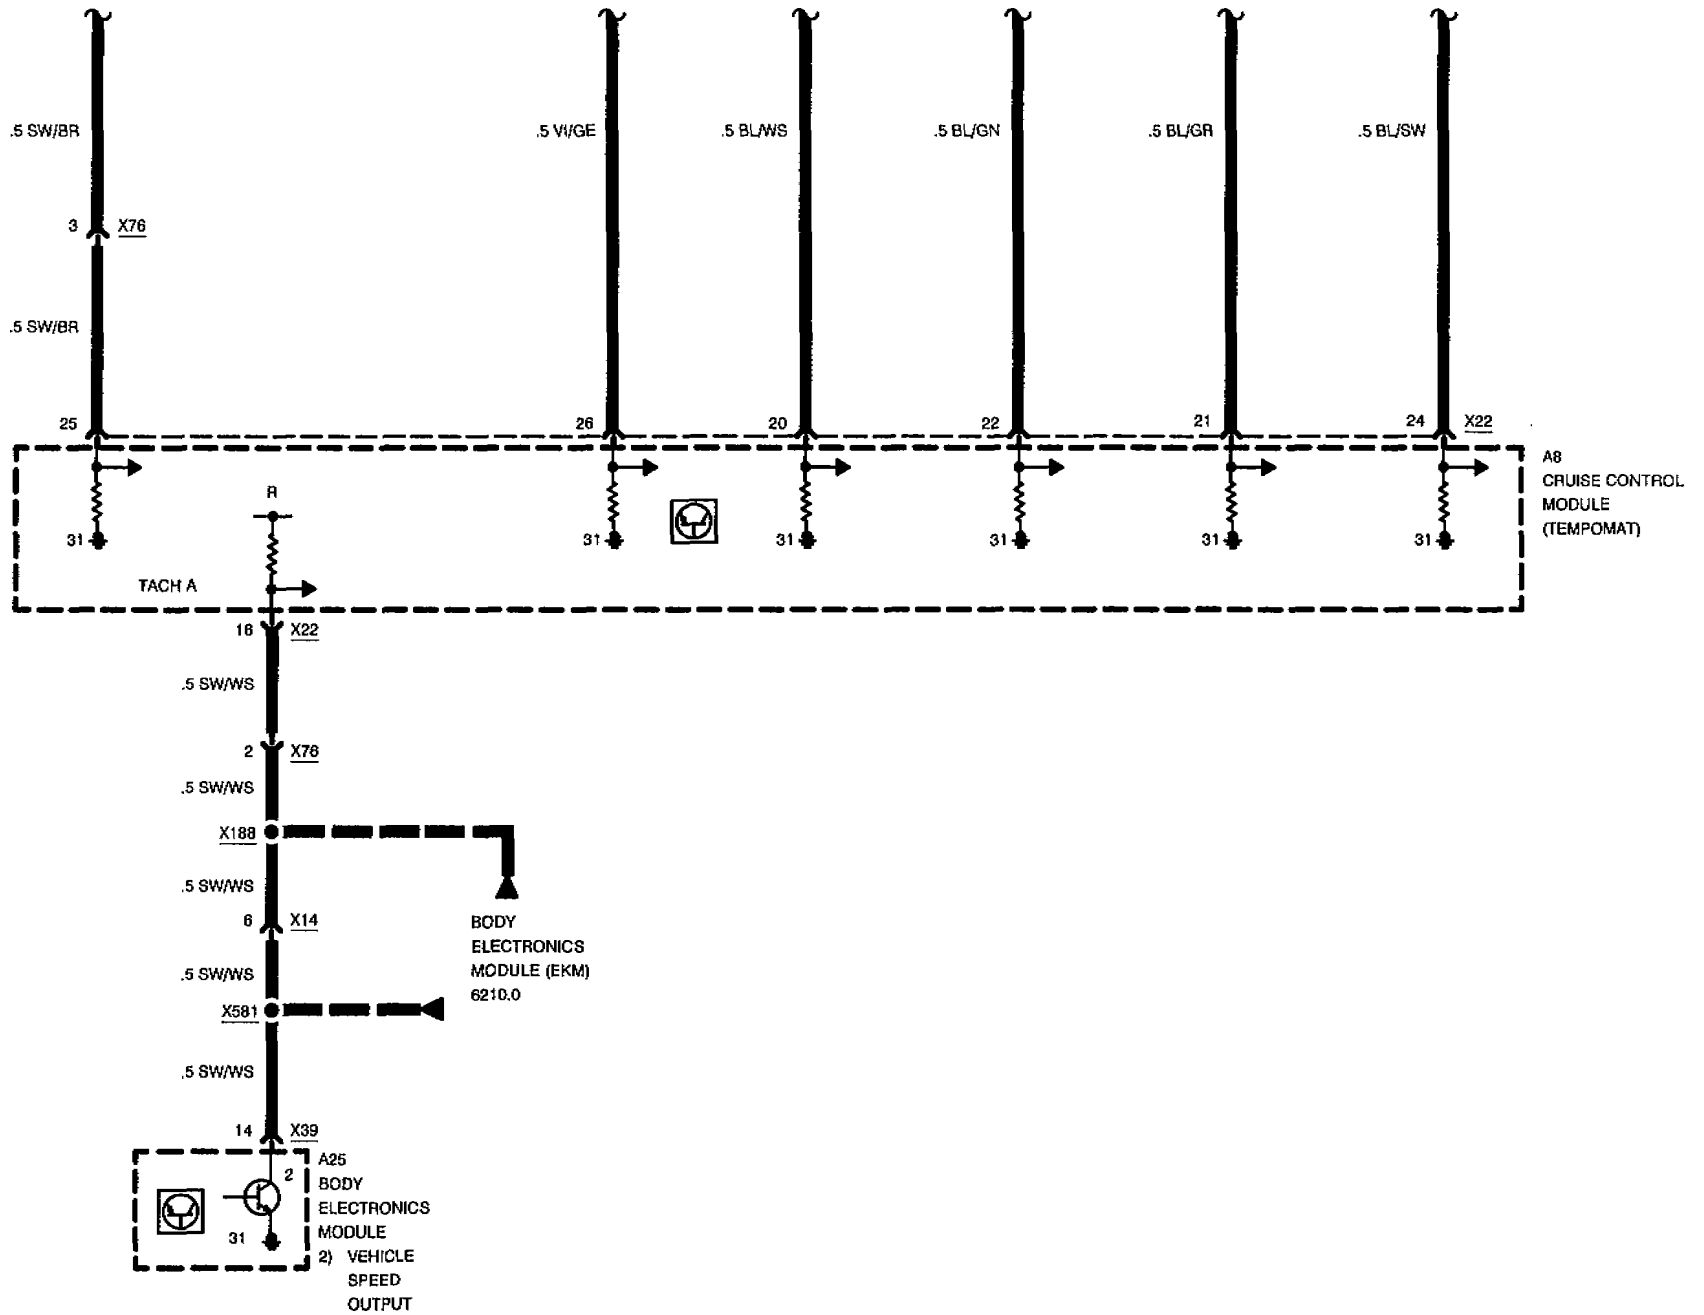 .5 SW/BR .5 VI/GE .5 BL/WS .5 BL/GN .5 BL/GR .5 BL/SW
3 X76
.5 SW/BR
25 26 20 22 21 24 X22
A8
CRUISE CONTROL
MODULE
(TEMPOMAT)
R
31 31 31 31 31 31
TACH A
16 X22
.5 SW/WS
2 X76
.5 SW/WS
X188
.5 SW/WS
6 X14
BODY
ELECTRONICS
MODULE (EKM)
6210.0
.5 SW/WS
X581
.5 SW/WS
14 X39
A25
2
BODY
ELECTRONICS
MODULE
31
2) VEHICLE
SPEED
OUTPUT